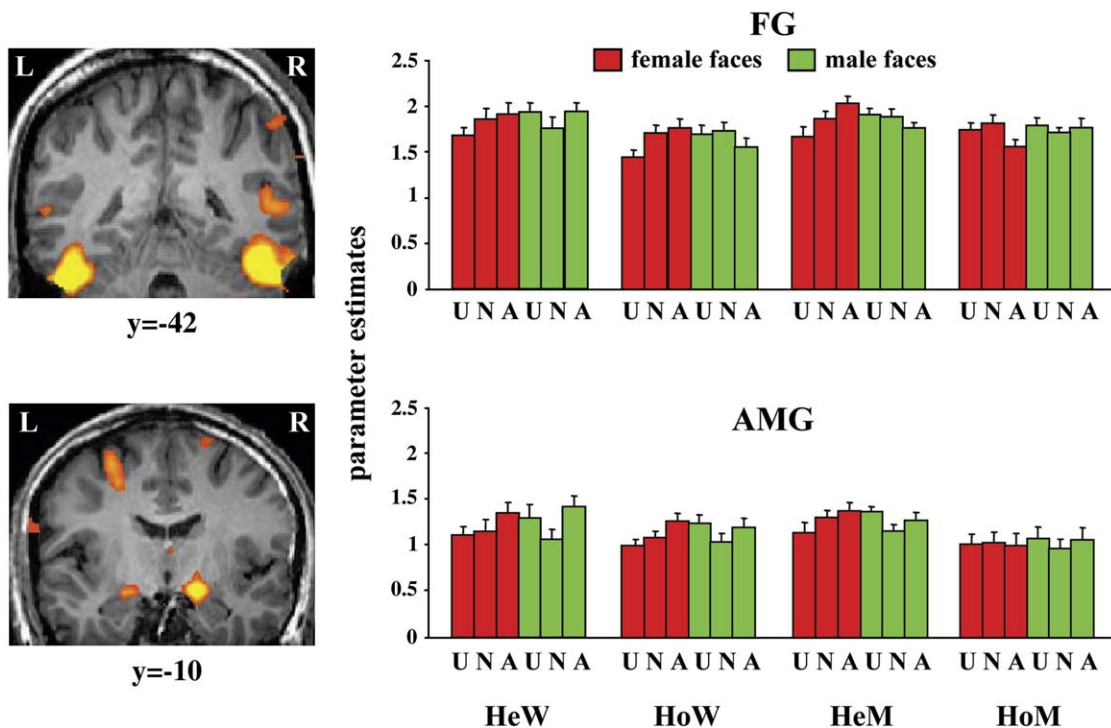 L R
y=-42
L R
y=-10
parameter estimates
FG
female faces male faces
2.5
2
1.5
1
0.5
0
U N A U N A U N A U N A U N A U N A U N A U N A
AMG
2.5
2
1.5
1
0.5
0
U N A U N A U N A U N A U N A U N A U N A U N A
HeW HoW HeM HoM